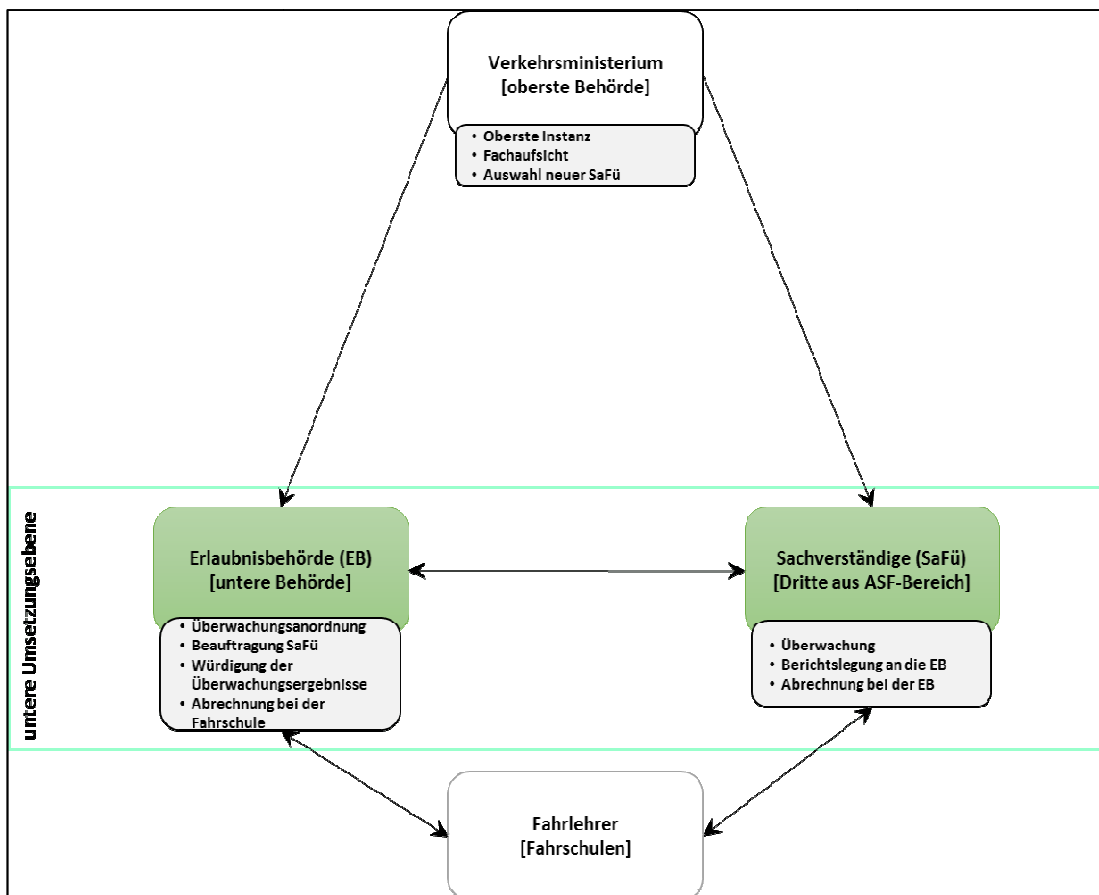 Verkehrsministerium
[oberste Behörde]
• Oberste Instanz
• Fachaufsicht
• Auswahl neuer SaFü
untere Umsetzungsebene
Erlaubnisbehörde (EB)
[untere Behörde]
• Überwachungsanordnung
• Beauftragung SaFü
• Würdigung der
Überwachungsergebnisse
• Abrechnung bei der
Fahrschule
Sachverständige (SaFü)
[Dritte aus ASF-Bereich]
• Überwachung
• Berichtslegung an die EB
• Abrechnung bei der EB
Fahrlehrer
[Fahrschulen]